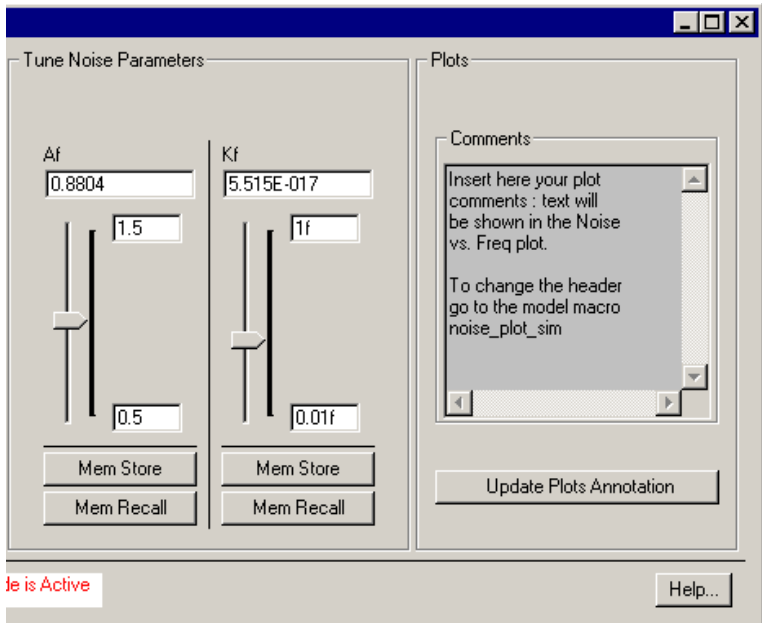 Tune Noise Parameters
Af
0.8804
1.5
0.5
Mem Store
Mem Recall
Kf
5.515E-017
1f
0.01f
Mem Store
Mem Recall
Plots
Comments
Insert here your plot
comments : text will
be shown in the Noise
vs. Freq plot.
To change the header
go to the model macro
noise_plot_sim
Update Plots Annotation
is Active
Help...